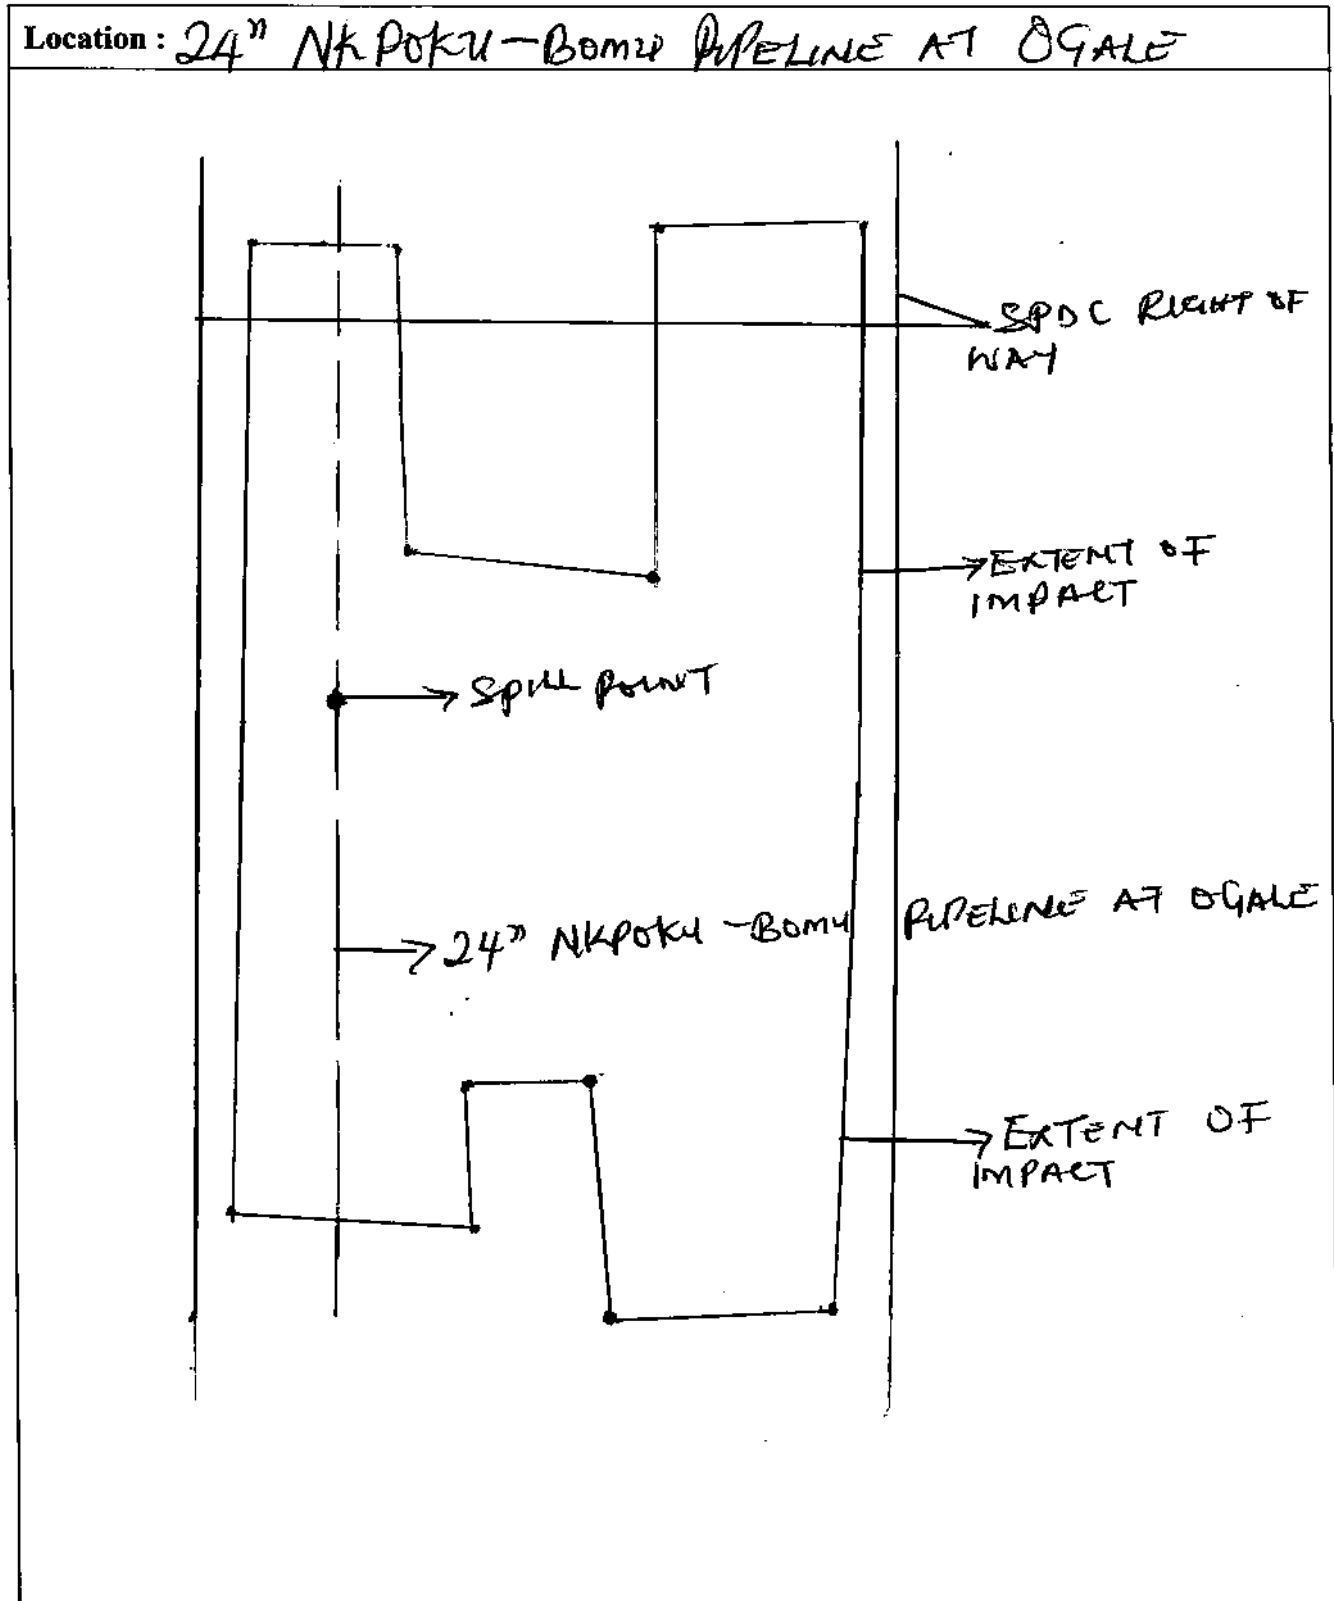 Location : 24" NKPOKU-BOMU PIPELINE AT OGALE
SPDC RIGHT OF
WAY
EXTENT OF
IMPACT
SPILL POINT
24" NKPOKU-BOMU PIPELINE AT OGALE
EXTENT OF
IMPACT